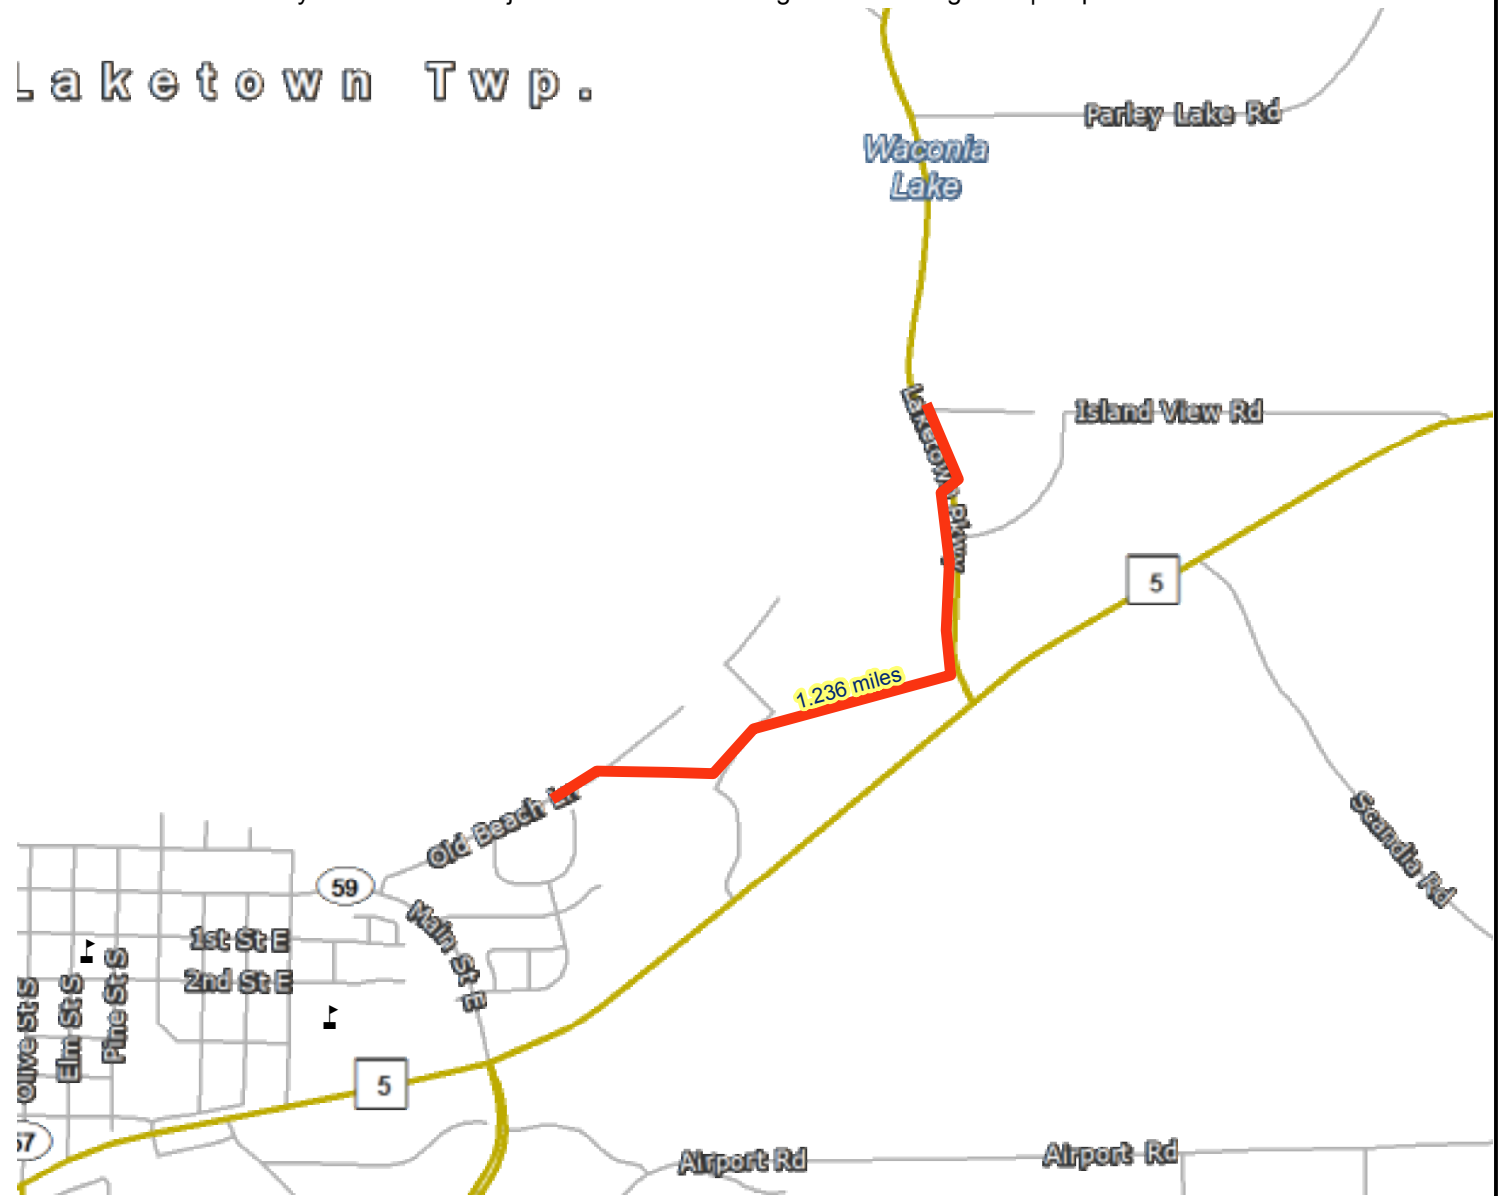 Laketown Twp.
Parley Lake Rd
Waconia
Lake
Laketown Pkwy
Island View Rd
5
1.236 miles
Old Beach Ln
Scandia Rd
59
Main St E
1st St E
2nd St E
Olive St S
Elm St S
Pine St S
5
57
Airport Rd
Airport Rd